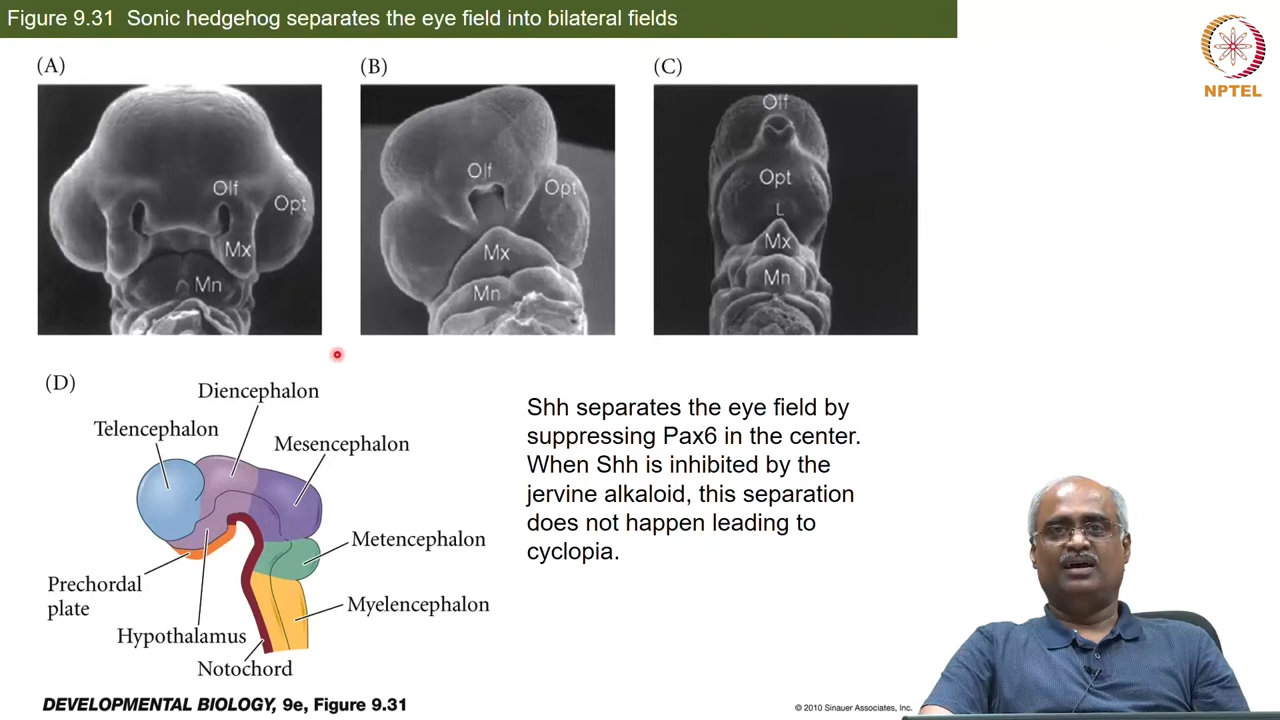 Figure 9.31 Sonic hedgehog separates the eye field into bilateral fields
NPTEL
(A)
Olf
Opt
Mx
Mn
(B)
Olf
Opt
Mx
Mn
(C)
Olf
Opt
L
Mx
Mn
(D)
Diencephalon
Telencephalon
Mesencephalon
Metencephalon
Prechordal
plate
Myelencephalon
Hypothalamus
Notochord
Shh separates the eye field by
suppressing Pax6 in the center.
When Shh is inhibited by the
jervine alkaloid, this separation
does not happen leading to
cyclopia.
DEVELOPMENTAL BIOLOGY, 9e, Figure 9.31
© 2010 Sinauer Associates, Inc.